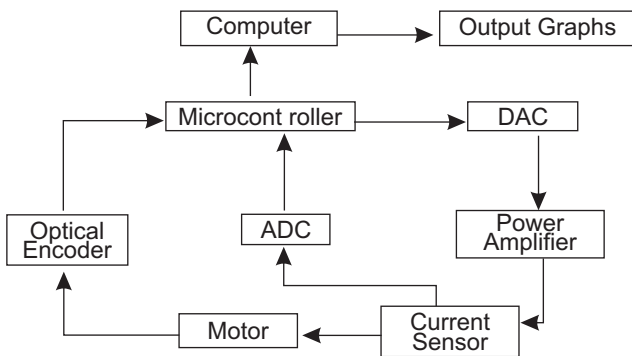 Computer
Output Graphs
Microcont roller
DAC
Optical
Encoder
ADC
Power
Amplifier
Motor
Current
Sensor